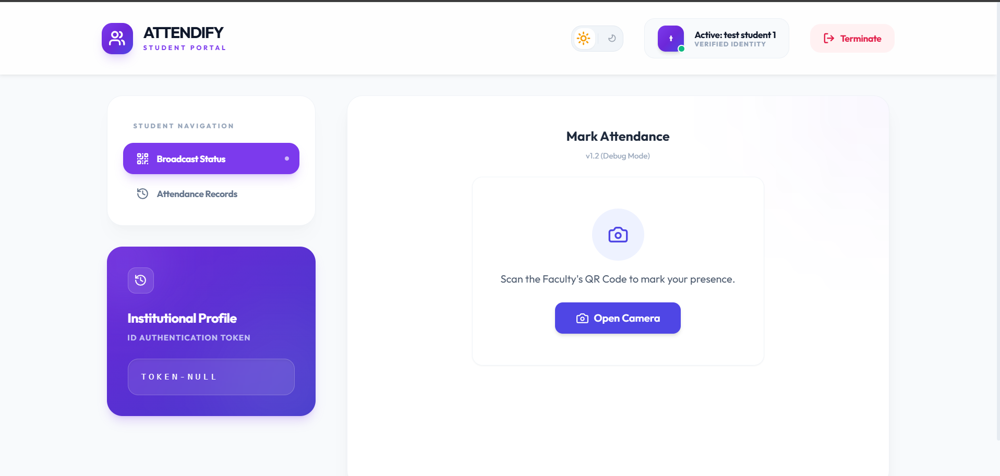 ATTENDIFY
STUDENT PORTAL
t
Active: test student 1
VERIFIED IDENTITY
Terminate
STUDENT NAVIGATION
Broadcast Status
Attendance Records
Institutional Profile
ID AUTHENTICATION TOKEN
TOKEN-NULL
Mark Attendance
v1.2 (Debug Mode)
Scan the Faculty's QR Code to mark your presence.
Open Camera